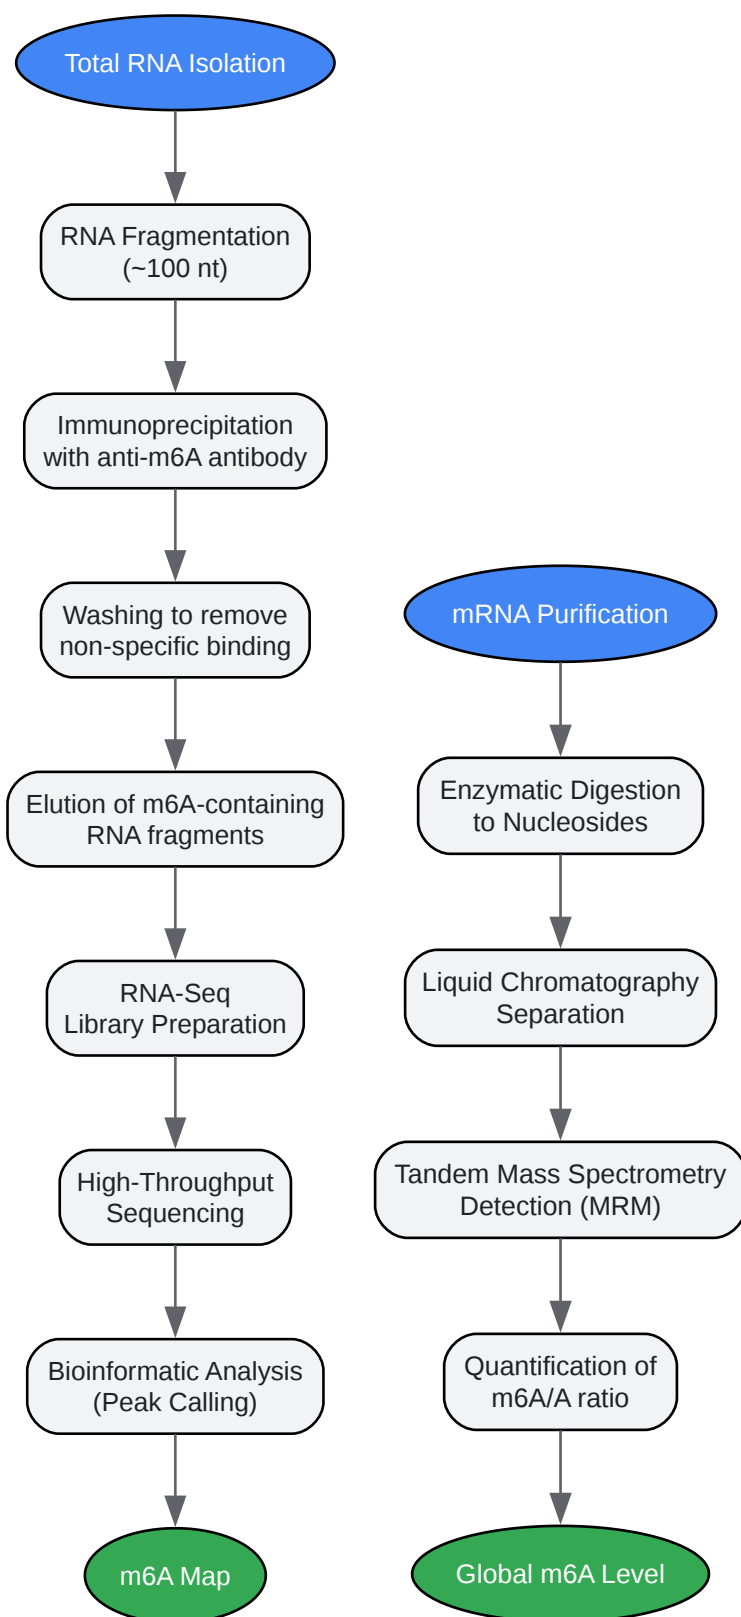 Total RNA Isolation
RNA Fragmentation
(~100 nt)
Immunoprecipitation
with anti-m6A antibody
Washing to remove
non-specific binding
Elution of m6A-containing
RNA fragments
RNA-Seq
Library Preparation
High-Throughput
Sequencing
Bioinformatic Analysis
(Peak Calling)
m6A Map
mRNA Purification
Enzymatic Digestion
to Nucleosides
Liquid Chromatography
Separation
Tandem Mass Spectrometry
Detection (MRM)
Quantification of
m6A/A ratio
Global m6A Level